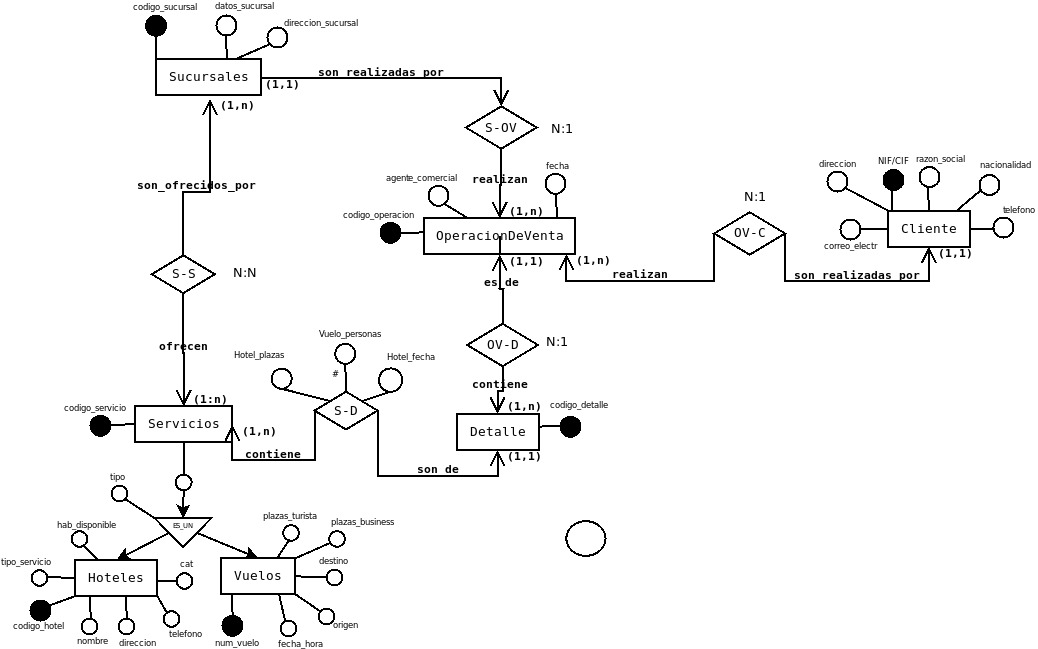 codigo_sucursal
datos_sucursal
direccion_sucursal
Sucursales
(1,1)
son realizadas por
(1,n)
S-OV
N:1
son_ofrecidos_por
agente_comercial
realizan
fecha
codigo_operacion
(1,n)
OperacionDeVenta
(1,1)
(1,n)
N:1
OV-C
realizan
son realizadas por
direccion
NIF/CIF
razon_social
nacionalidad
telefono
Cliente
correo_electr
(1,1)
S-S
N:N
es de
OV-D
N:1
ofrecen
Vuelo_personas
Hotel_plazas
Hotel_fecha
#
contiene
(1:n)
codigo_servicio
Servicios
(1,n)
S-D
(1,n)
codigo_detalle
Detalle
contiene
son de
(1,1)
tipo
ES_UN
hab_disponible
plazas_turista
plazas_business
tipo_servicio
cat
destino
Hoteles
Vuelos
codigo_hotel
nombre
direccion
telefono
num_vuelo
fecha_hora
origen